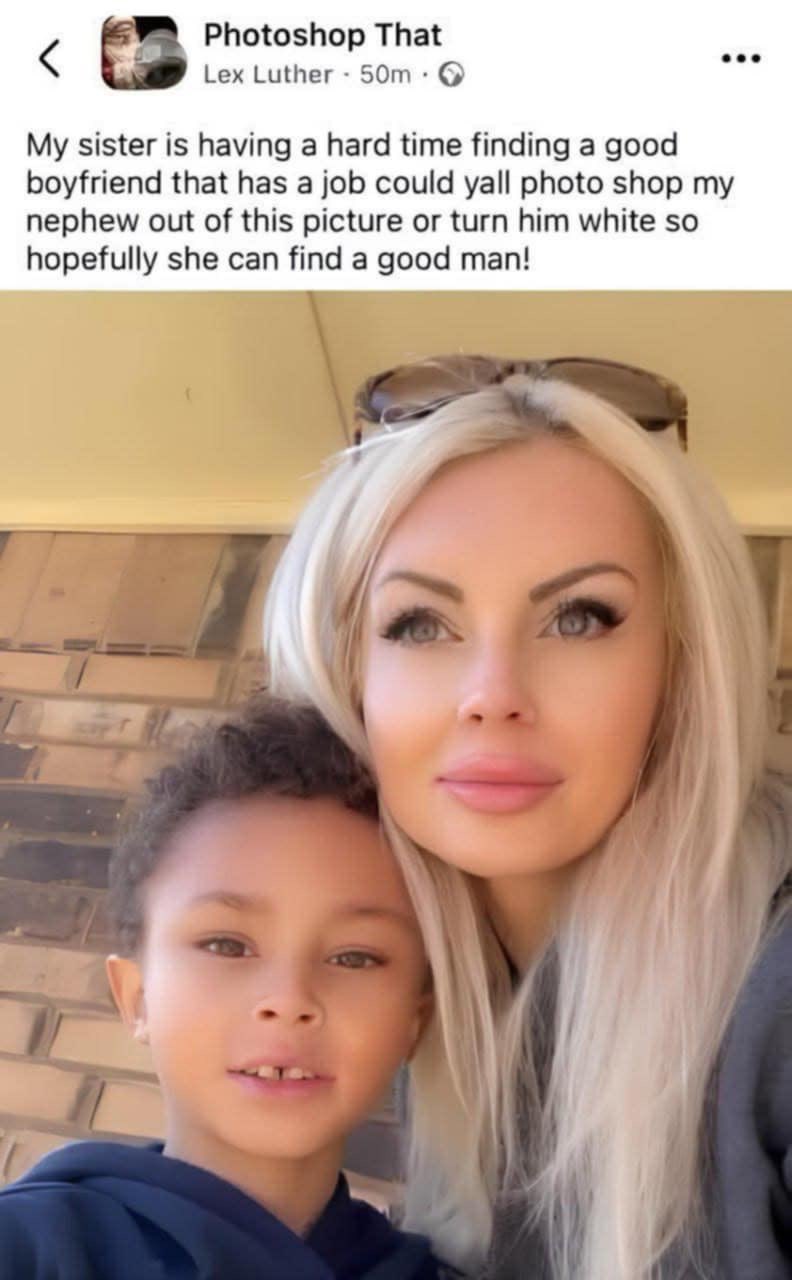 Photoshop That
Lex Luther · 50m ·
My sister is having a hard time finding a good
boyfriend that has a job could yall photo shop my
nephew out of this picture or turn him white so
hopefully she can find a good man!